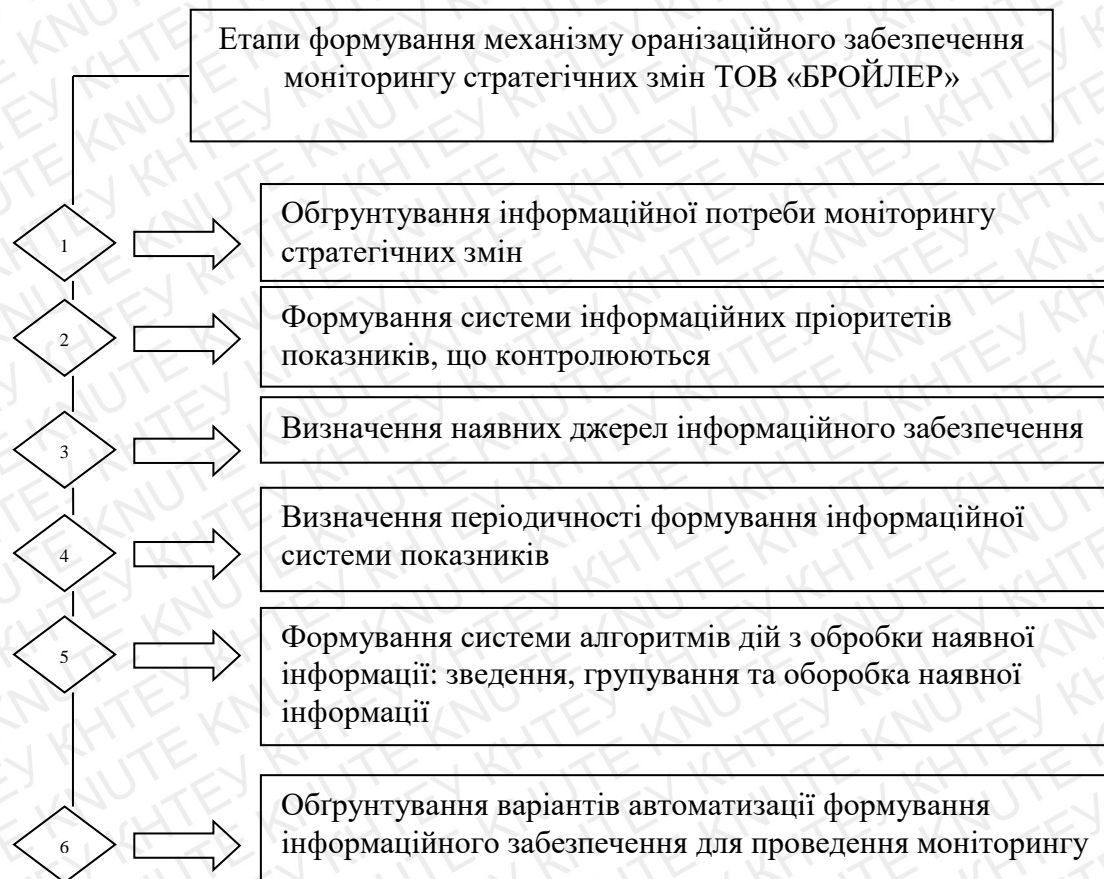 Етапи формування механізму оранізаційного забезпечення
моніторингу стратегічних змін ТОВ «БРОЙЛЕР»
1
Обгрунтування інформаційної потреби моніторингу
стратегічних змін
2
Формування системи інформаційних пріоритетів
показників, що контролюються
3
Визначення наявних джерел інформаційного забезпечення
4
Визначення періодичності формування інформаційної
системи показників
5
Формування системи алгоритмів дій з обробки наявної
інформації: зведення, групування та оборобка наявної
інформації
6
Обґрунтування варіантів автоматизації формування
інформаційного забезпечення для проведення моніторингу